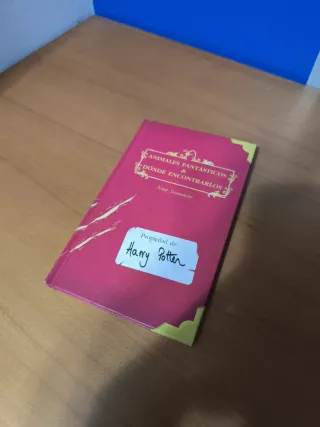 ANIMALES FANTÁSTICOS
&
DÓNDE ENCONTRARLOS
Newt Scamander
Propiedad de:
Harry Potter